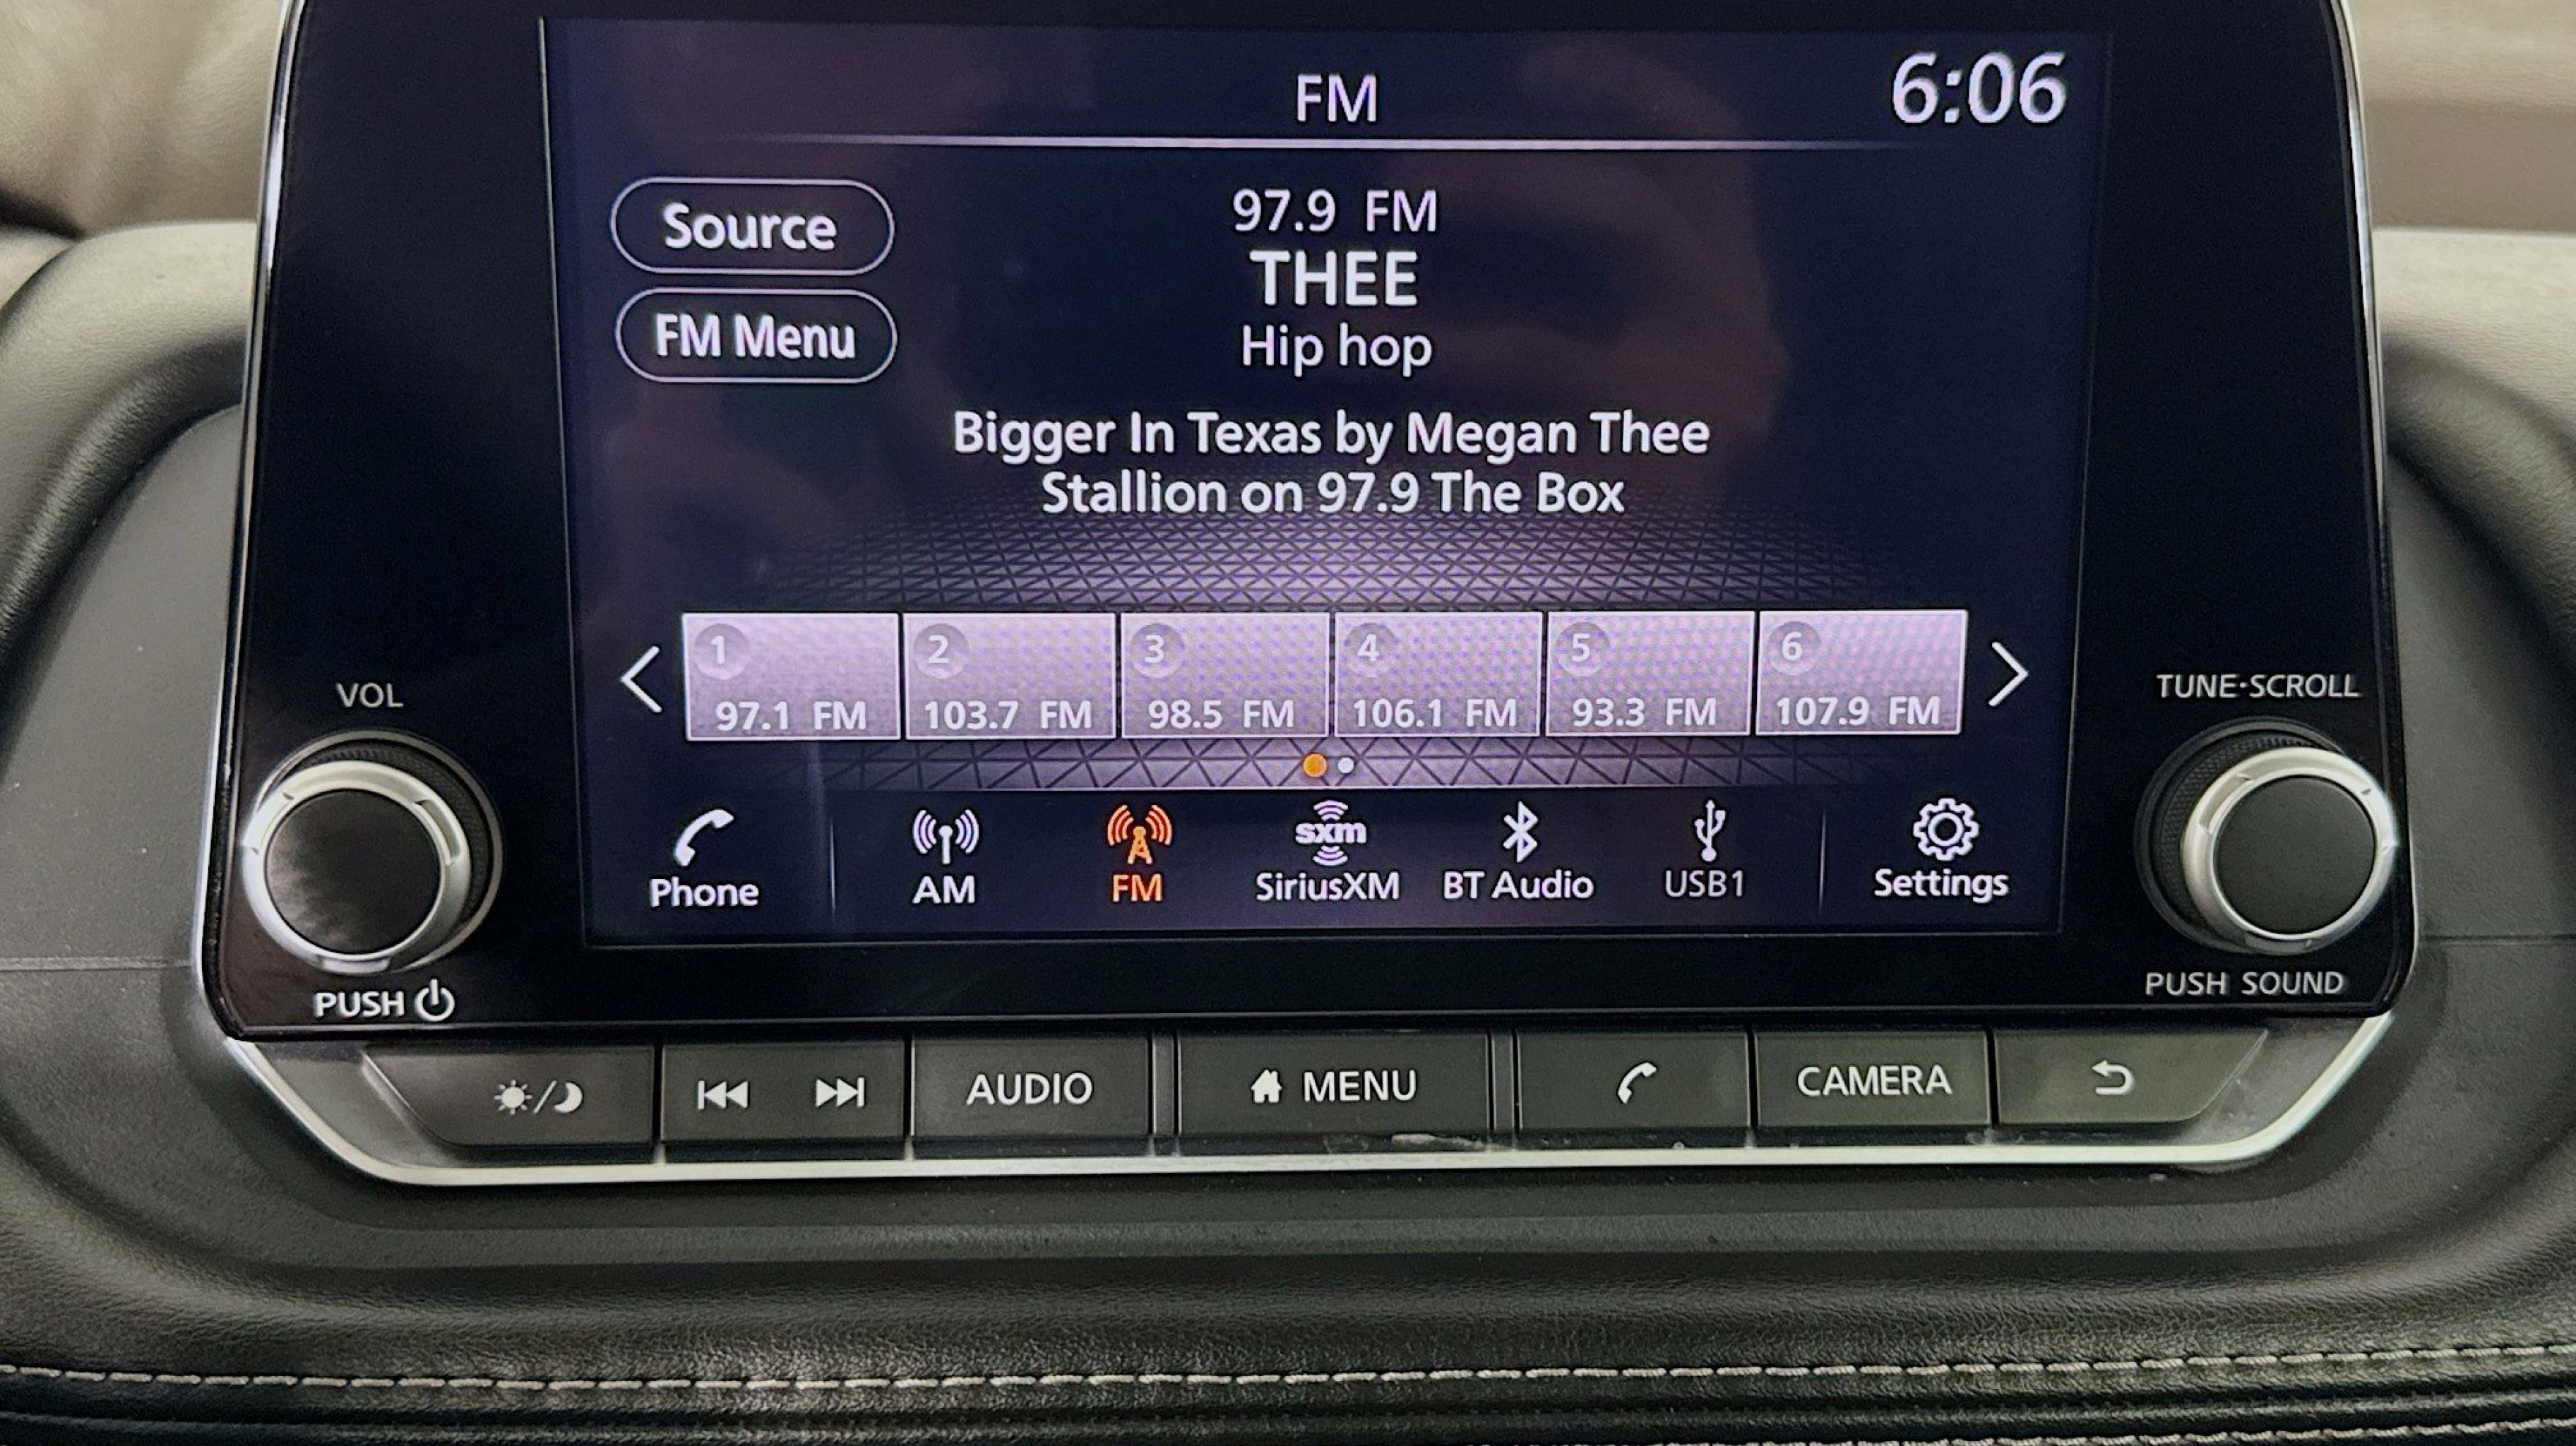 FM
6:06
Source
FM Menu
97.9 FM
THEE
Hip hop
Bigger In Texas by Megan Thee
Stallion on 97.9 The Box
1
97.1 FM
2
103.7 FM
3
98.5 FM
4
106.1 FM
5
93.3 FM
6
107.9 FM
VOL
TUNE·SCROLL
Phone
AM
FM
sxm
SiriusXM
BT Audio
USB1
Settings
PUSH
PUSH SOUND
AUDIO
MENU
CAMERA